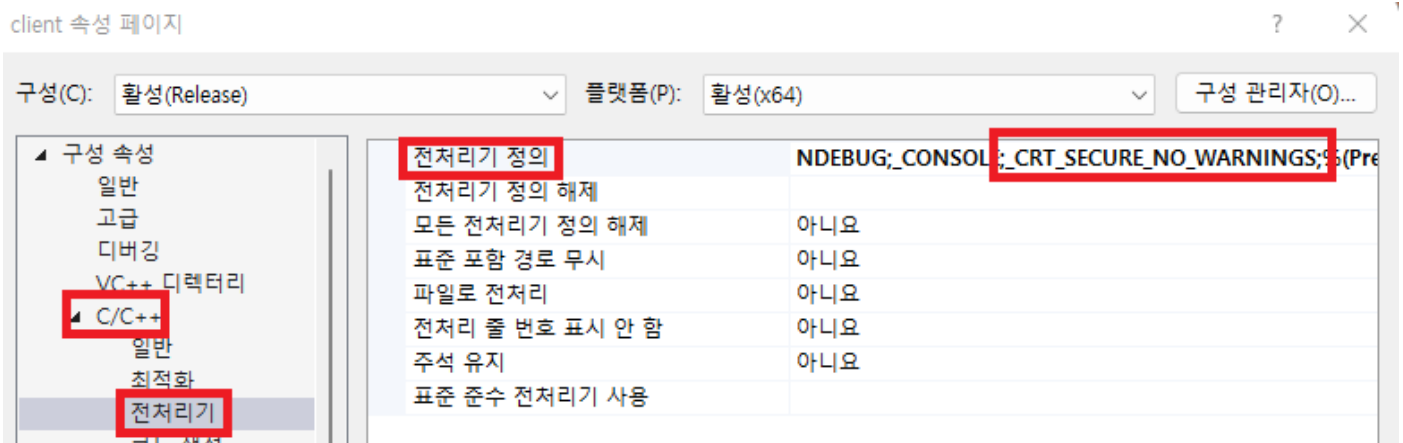 client 속성 페이지
구성(C): 활성(Release) 플랫폼(P): 활성(x64) 구성 관리자(O)...
구성 속성
일반
고급
디버깅
VC++ 디렉터리
C/C++
일반
최적화
전처리기
전처리기 정의 NDEBUG;_CONSOLE;_CRT_SECURE_NO_WARNINGS;%(Pre
전처리기 정의 해제
모든 전처리기 정의 해제 아니요
표준 포함 경로 무시 아니요
파일로 전처리 아니요
전처리 줄 번호 표시 안 함 아니요
주석 유지 아니요
표준 준수 전처리기 사용